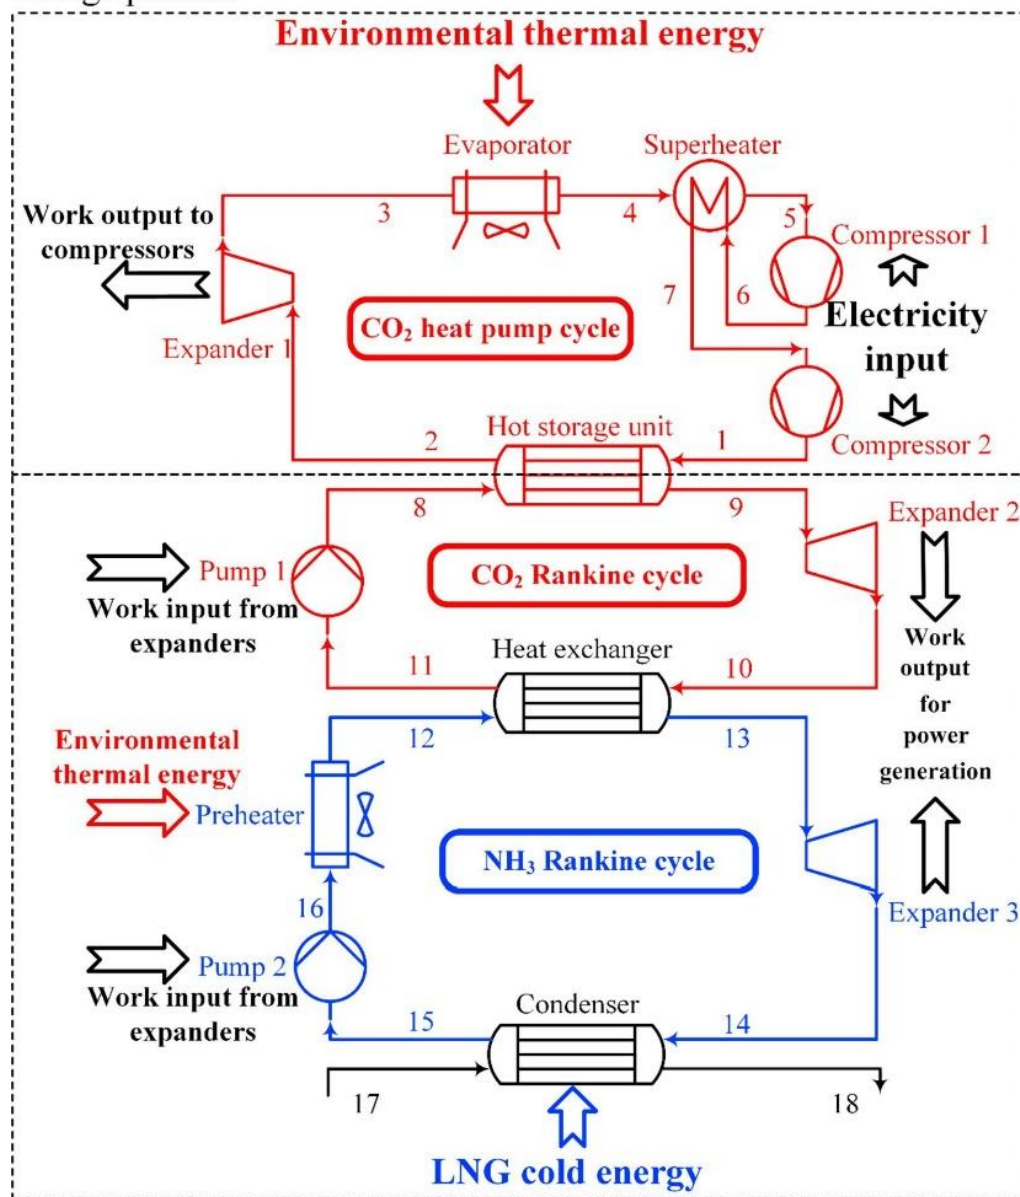 Environmental thermal energy
Evaporator
Superheater
Work output to
compressors
3
4
5
Compressor 1
7
6
Electricity
input
CO₂ heat pump cycle
Expander 1
Hot storage unit
2
1
Compressor 2
8
9
Expander 2
Pump 1
CO₂ Rankine cycle
Work input from
expanders
Work
output
for
power
generation
Heat exchanger
11
10
12
13
Environmental
thermal energy
Preheater
NH₃ Rankine cycle
16
Expander 3
Pump 2
Work input from
expanders
Condenser
15
14
17
18
LNG cold energy